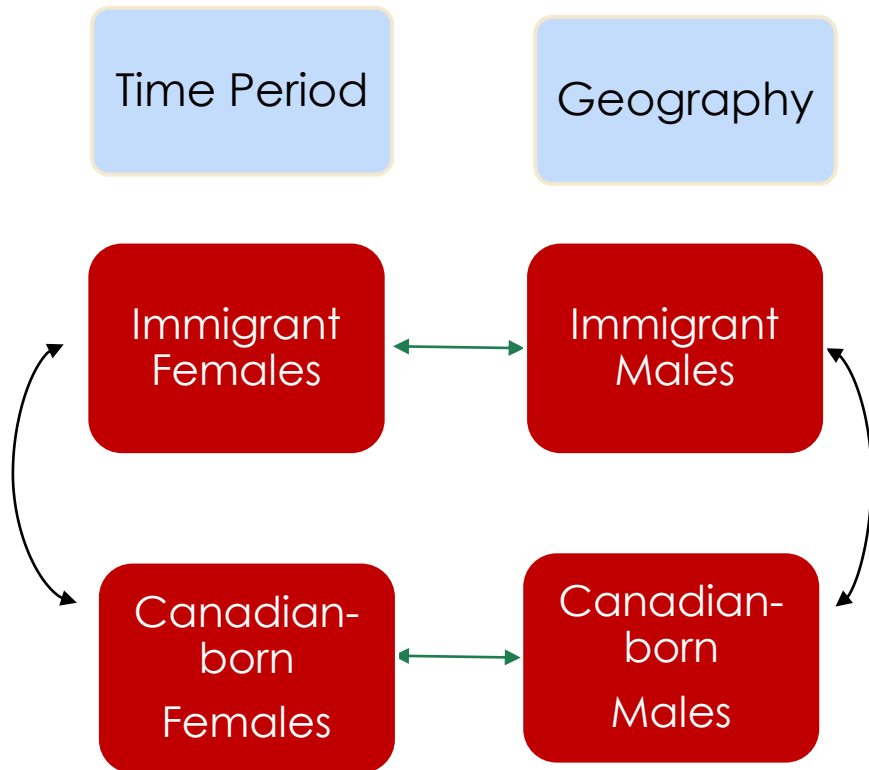 Time Period
Geography
Immigrant
Females
Immigrant
Males
Canadian-
born
Females
Canadian-
born
Males